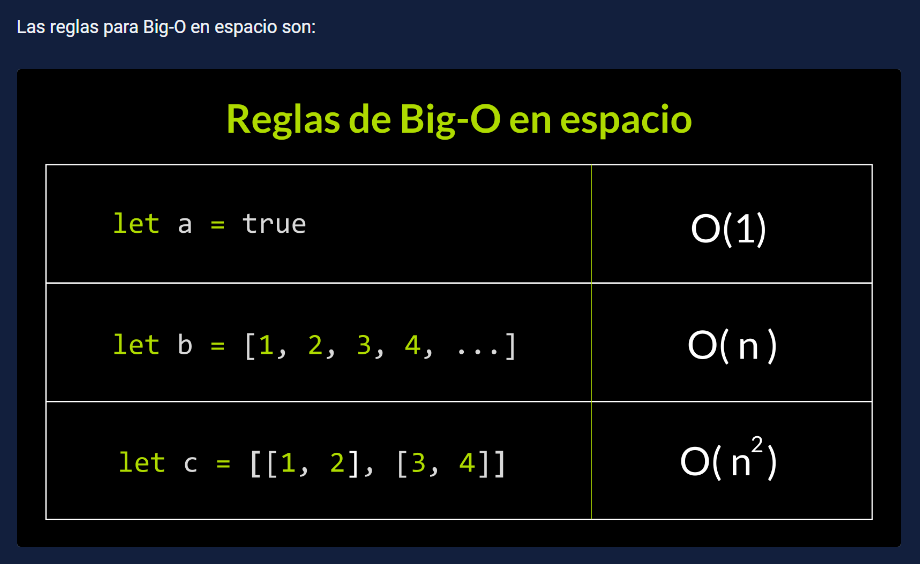 Las reglas para Big-O en espacio son:
Reglas de Big-O en espacio
let a = true
O(1)
let b = [1, 2, 3, 4, ...]
O(n)
let c = [[1, 2], [3, 4]]
O(n²)